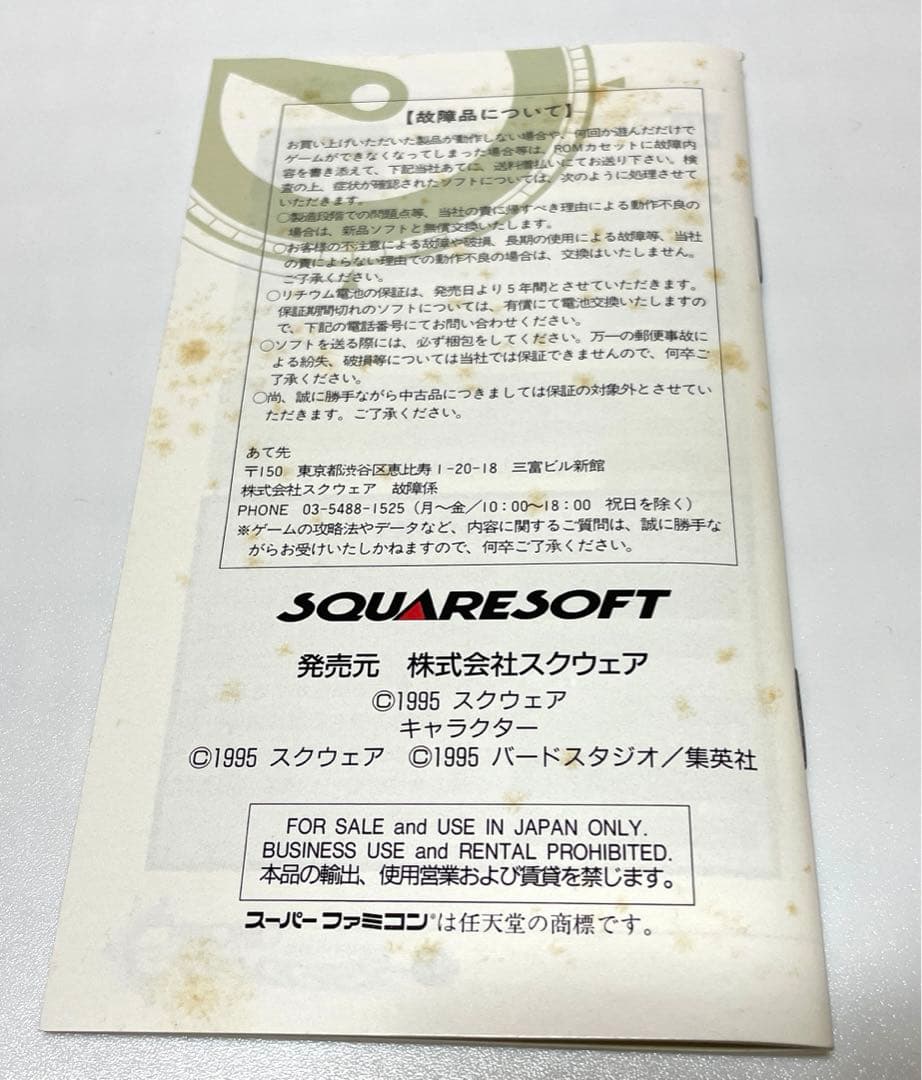 【故障品について】
お買い上げいただいた製品が動作しない場合や、何回か遊んだだけで
ゲームができなくなってしまった場合等は、ROMカセットに故障内
容を書き添えて、下記当社あてに、送料着払いにてお送り下さい。検
査の上、症状が確認されたソフトについては、次のように処理させて
いただきます。
○製造段階での問題点等、当社の責に帰すべき理由による動作不良の
場合は、新品ソフトと無償交換いたします。
○お客様の不注意による故障や破損、長期の使用による故障等、当社
の責によらない理由での動作不良の場合は、交換はいたしません。
ご了承ください。
○リチウム電池の保証は、発売日より5年間とさせていただきます。
保証期間切れのソフトについては、有償にて電池交換いたしますの
で、下記の電話番号にてお問い合わせください。
○ソフトを送る際には、必ず梱包をしてください。万一の郵便事故に
よる紛失、破損等については当社では保証できませんので、何卒ご
了承ください。
○尚、誠に勝手ながら中古品につきましては保証の対象外とさせてい
ただきます。ご了承ください。
あて先
〒150 東京都渋谷区恵比寿1-20-18 三富ビル新館
株式会社スクウェア 故障係
PHONE 03-5488-1525（月～金／10：00～18：00 祝日を除く）
※ゲームの攻略法やデータなど、内容に関するご質問は、誠に勝手な
がらお受けいたしかねますので、何卒ご了承ください。
SQUARESOFT
発売元 株式会社スクウェア
©1995 スクウェア
キャラクター
©1995 スクウェア ©1995 バードスタジオ／集英社
FOR SALE and USE IN JAPAN ONLY.
BUSINESS USE and RENTAL PROHIBITED.
本品の輸出、使用営業および賃貸を禁じます。
スーパーファミコン®は任天堂の商標です。